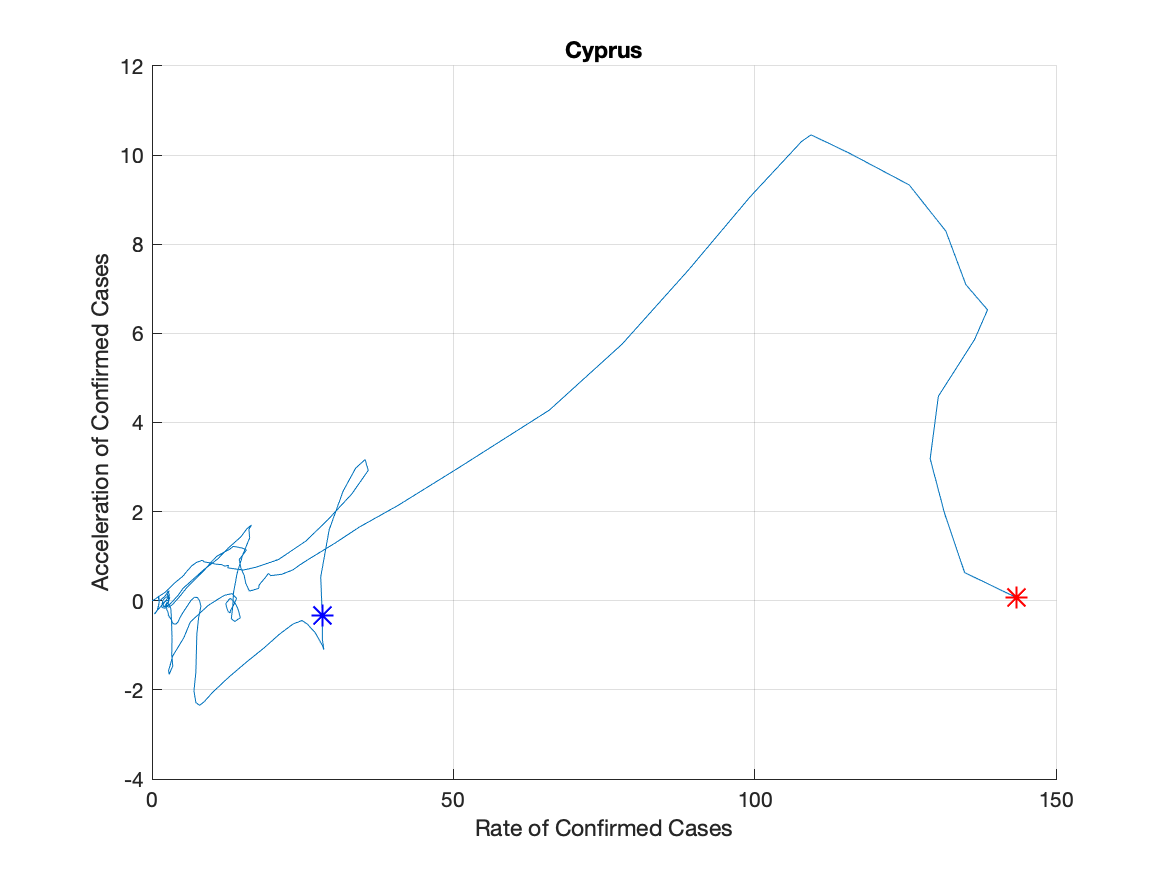 Cyprus
12
10
8
6
4
2
0
-2
-4
Acceleration of Confirmed Cases
0 50 100 150
Rate of Confirmed Cases